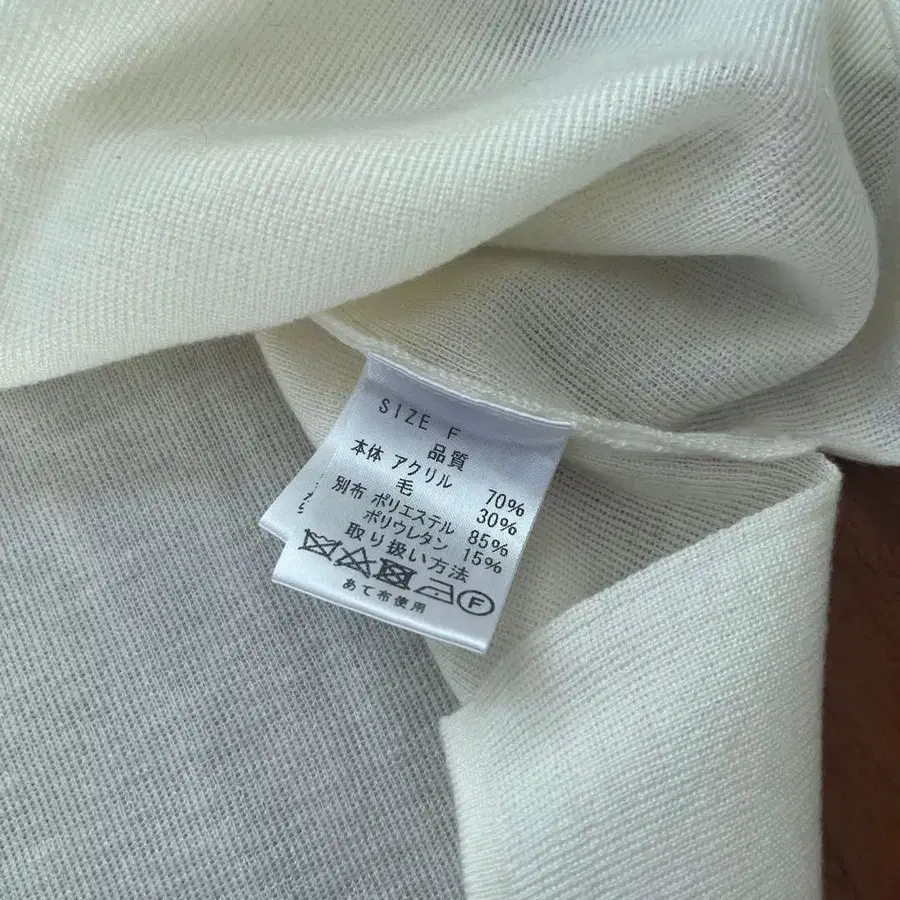 SIZE F
品質
本体 アクリル 70%
毛 30%
別布 ポリエステル 85%
ポリウレタン 15%
取り扱い方法
F
あて布使用